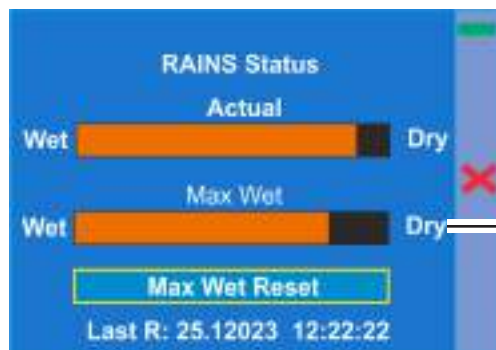 RAINS Status
Actual
Wet Dry
Max Wet
Wet Dry
Max Wet Reset
Last R: 25.12023 12:22:22